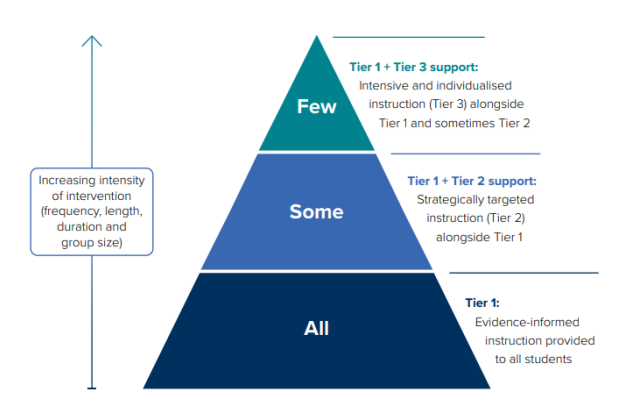 Tier 1 + Tier 3 support:
Intensive and individualised
instruction (Tier 3) alongside
Tier 1 and sometimes Tier 2
Few
Tier 1 + Tier 2 support:
Strategically targeted
instruction (Tier 2)
alongside Tier 1
Some
Increasing intensity
of intervention
(frequency, length,
duration and
group size)
Tier 1:
Evidence-informed
instruction provided
to all students
All